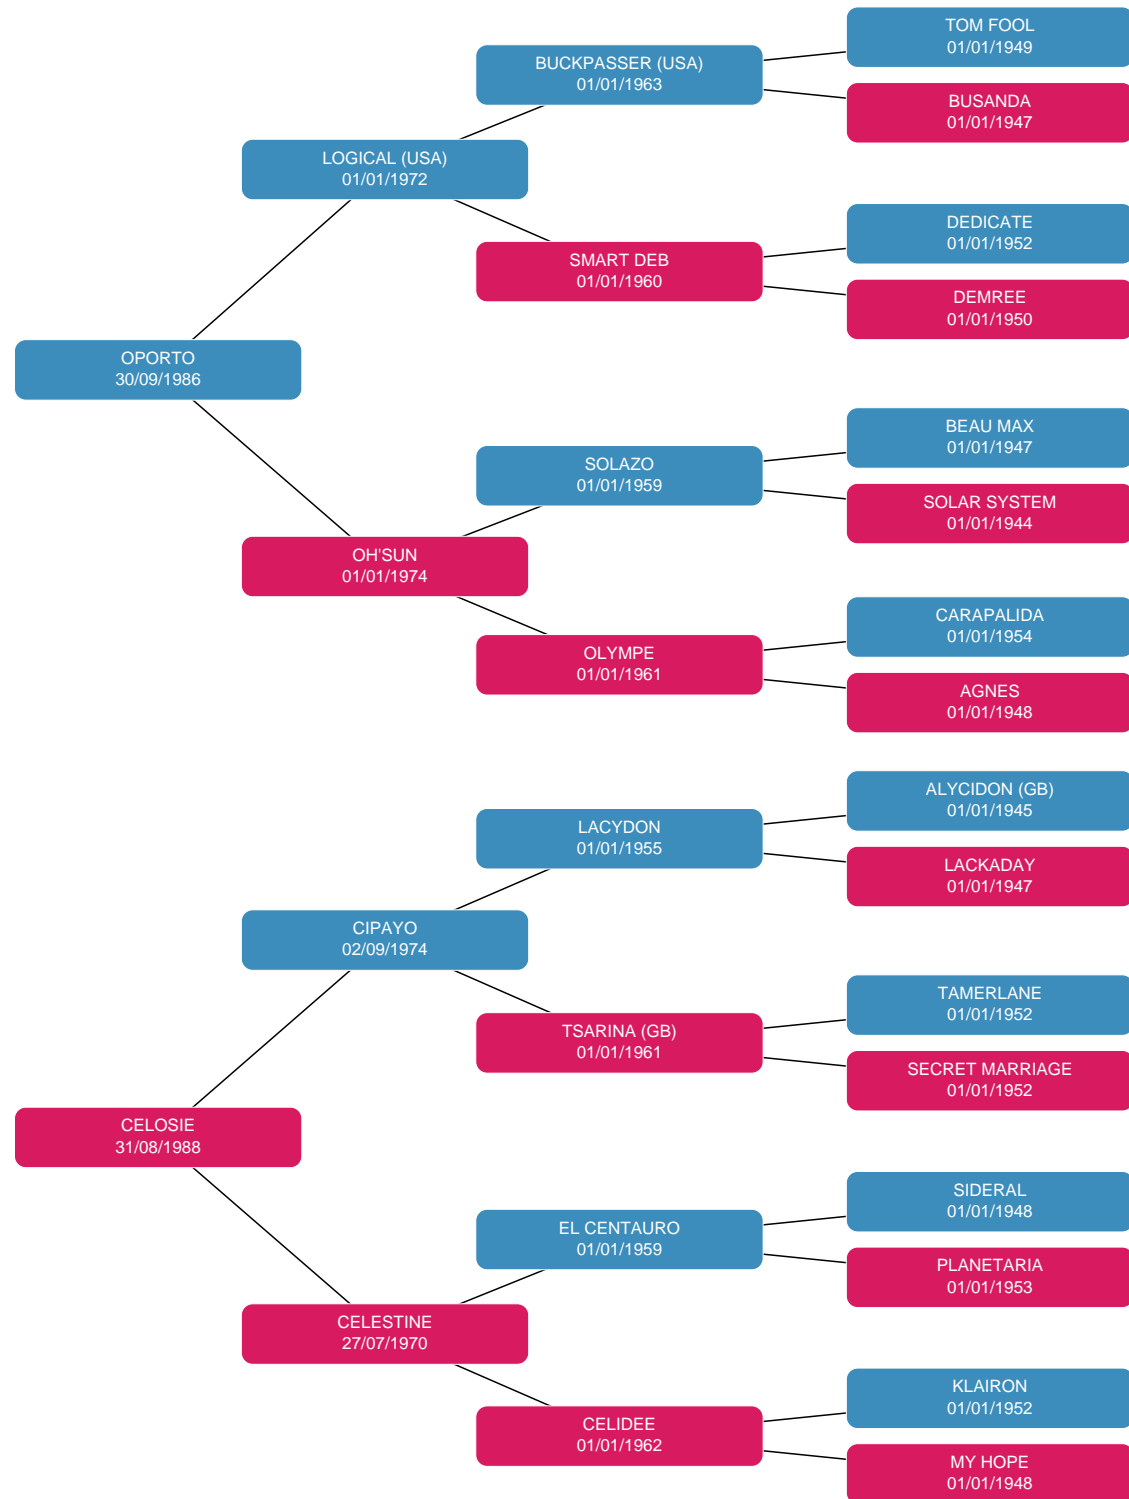 TOM FOOL
01/01/1949
BUCKPASSER (USA)
01/01/1963
BUSANDA
01/01/1947
LOGICAL (USA)
01/01/1972
DEDICATE
01/01/1952
SMART DEB
01/01/1960
DEMREE
01/01/1950
OPORTO
30/09/1986
BEAU MAX
01/01/1947
SOLAZO
01/01/1959
SOLAR SYSTEM
01/01/1944
OH'SUN
01/01/1974
CARAPALIDA
01/01/1954
OLYMPE
01/01/1961
AGNES
01/01/1948
ALYCIDON (GB)
01/01/1945
LACYDON
01/01/1955
LACKADAY
01/01/1947
CIPAYO
02/09/1974
TAMERLANE
01/01/1952
TSARINA (GB)
01/01/1961
SECRET MARRIAGE
01/01/1952
CELOSIE
31/08/1988
SIDERAL
01/01/1948
EL CENTAURO
01/01/1959
PLANETARIA
01/01/1953
CELESTINE
27/07/1970
KLAIRON
01/01/1952
CELIDEE
01/01/1962
MY HOPE
01/01/1948